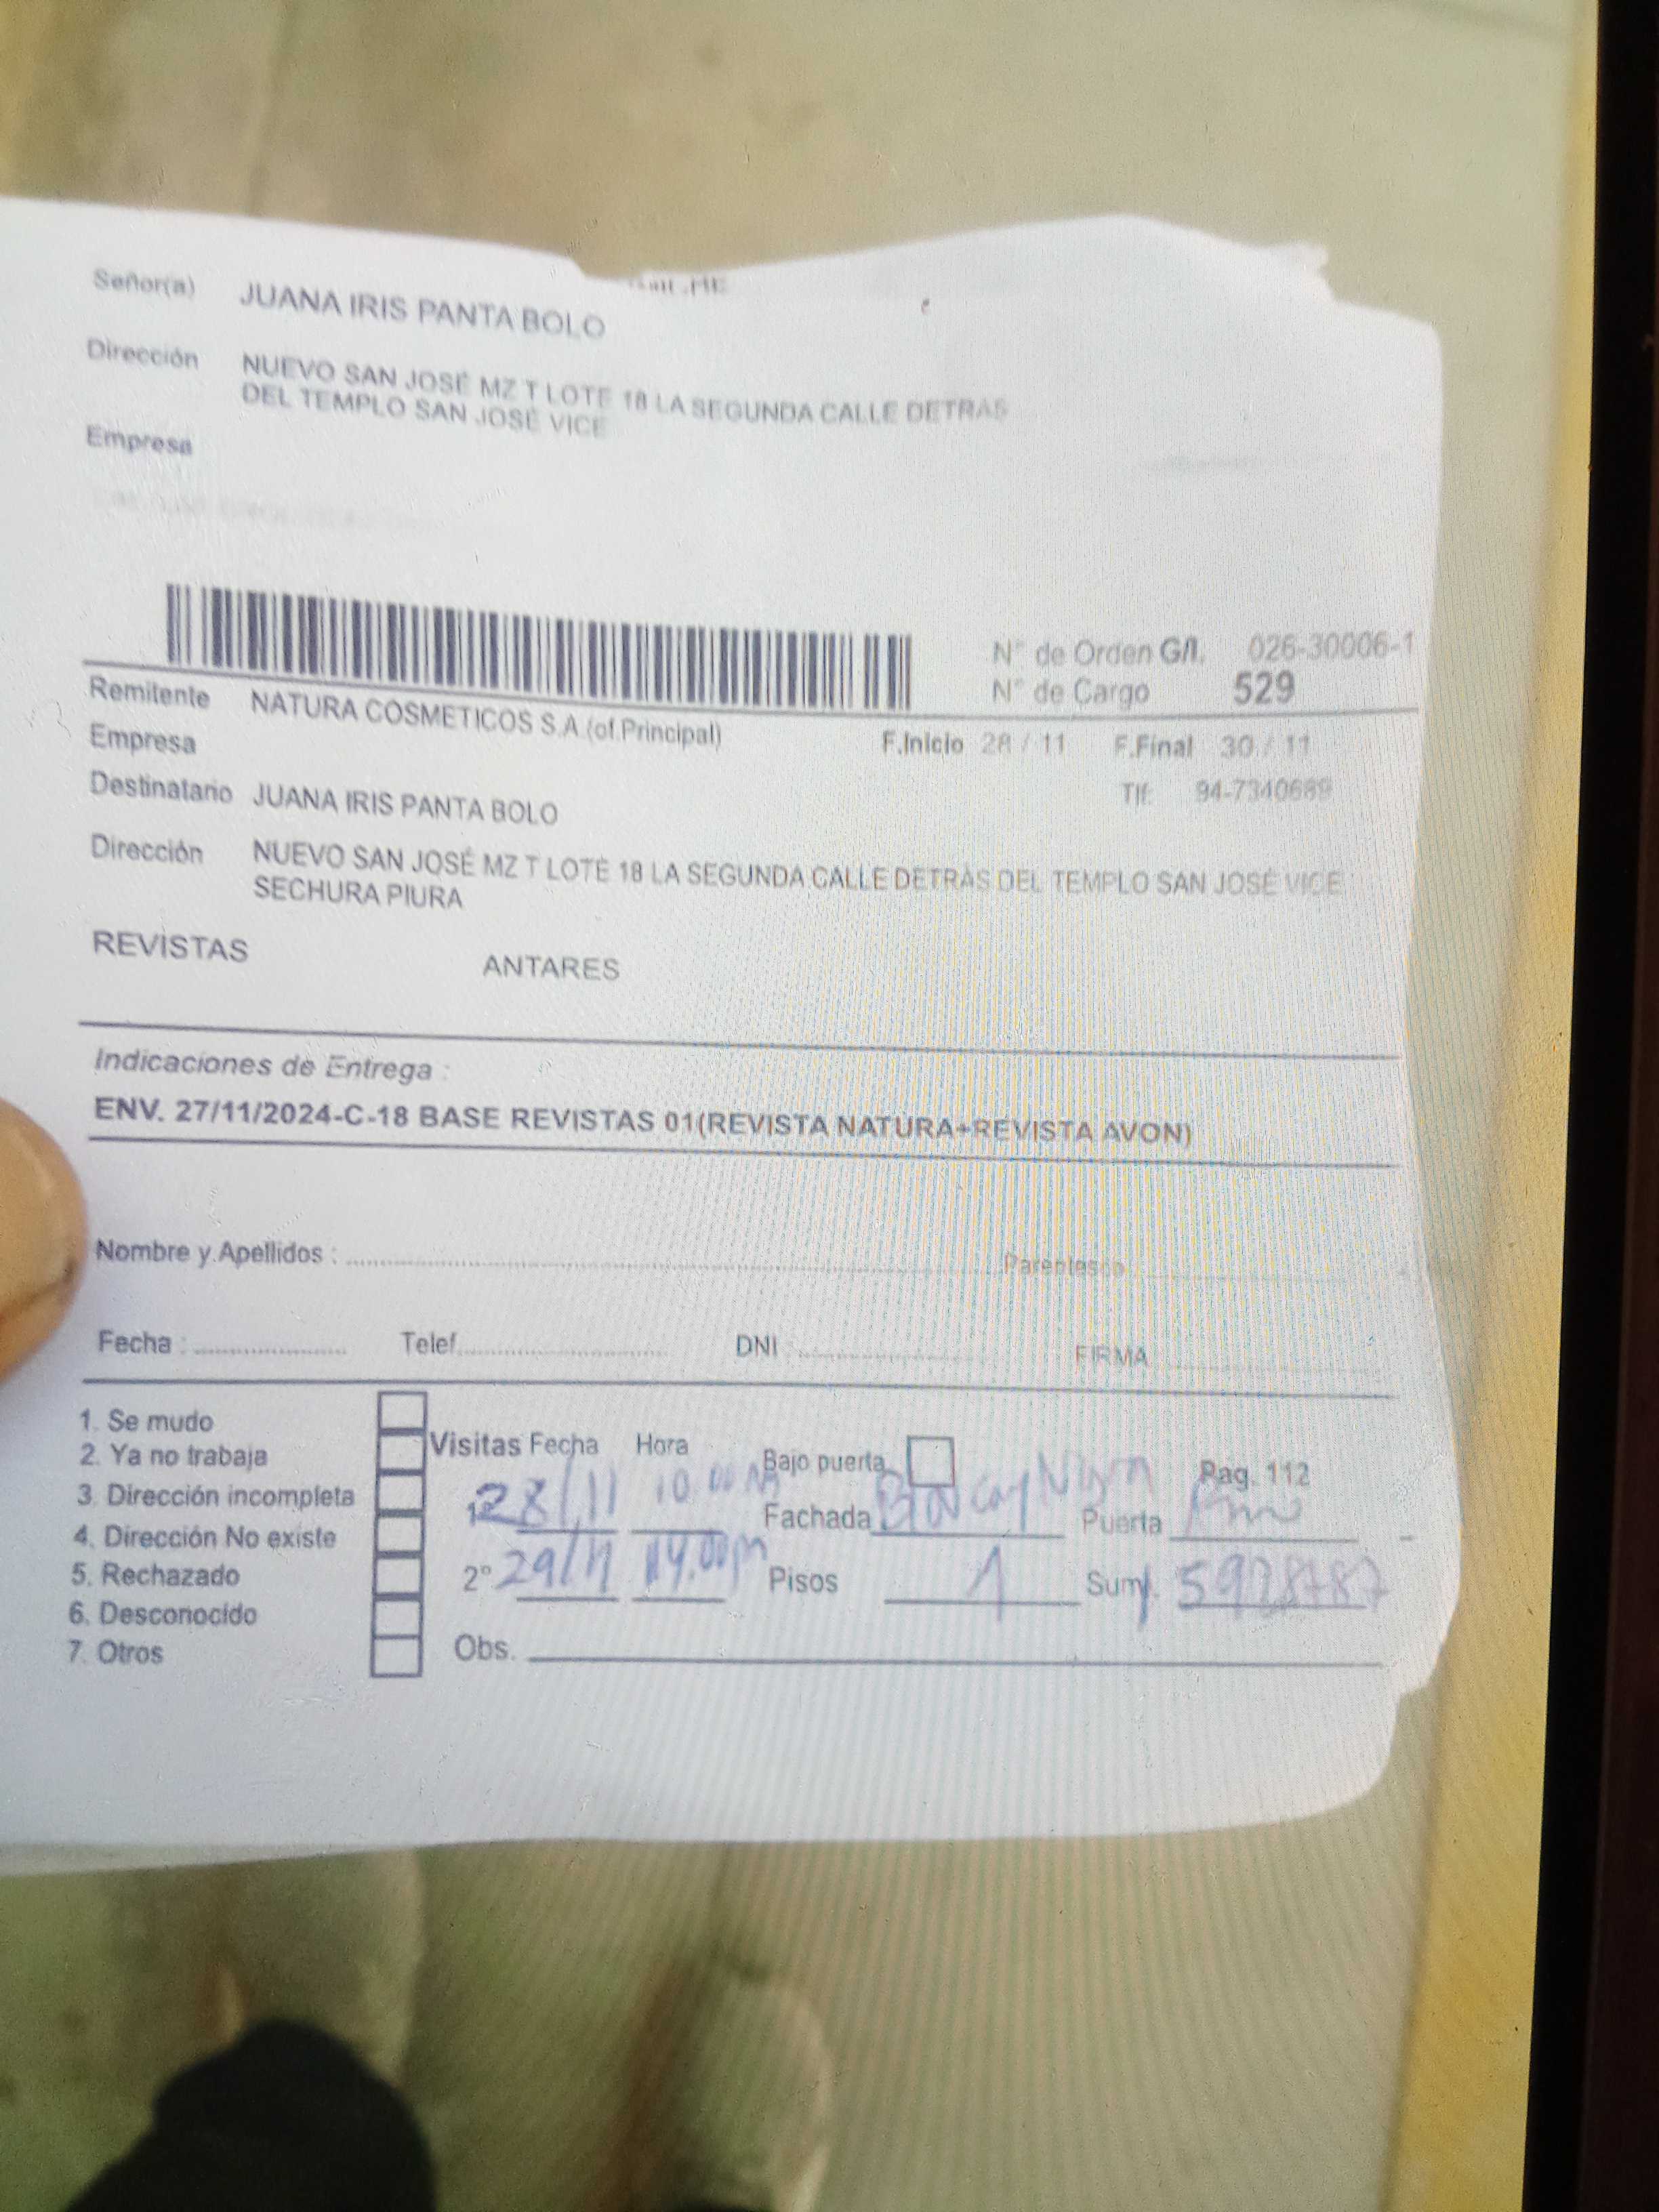 Señor(a) JUANA IRIS PANTA BOLO
Dirección NUEVO SAN JOSÉ MZ T LOTE 18 LA SEGUNDA CALLE DETRAS
DEL TEMPLO SAN JOSÉ VICE
Empresa
N° de Orden G/I. 026-30006-1
N° de Cargo 529
Remitente NATURA COSMETICOS S.A.(of.Principal)
Empresa F.Inicio 28 / 11 F.Final 30 / 11
Destinatario JUANA IRIS PANTA BOLO Tlf: 94-7340689
Dirección NUEVO SAN JOSÉ MZ T LOTE 18 LA SEGUNDA CALLE DETRÁS DEL TEMPLO SAN JOSÉ VICE
SECHURA PIURA
REVISTAS ANTARES
Indicaciones de Entrega :
ENV. 27/11/2024-C-18 BASE REVISTAS 01(REVISTA NATURA+REVISTA AVON)
Nombre y Apellidos : Parentesco
Fecha : Telef. DNI : FIRMA
1. Se mudo
2. Ya no trabaja
3. Dirección incompleta
4. Dirección No existe
5. Rechazado
6. Desconocido
7. Otros
Visitas Fecha Hora Bajo puerta Pag. 112
28/11 10.00 Fachada Puerta
2° 29/11 14.00pm Pisos 1 Sum. 5928787
Obs.